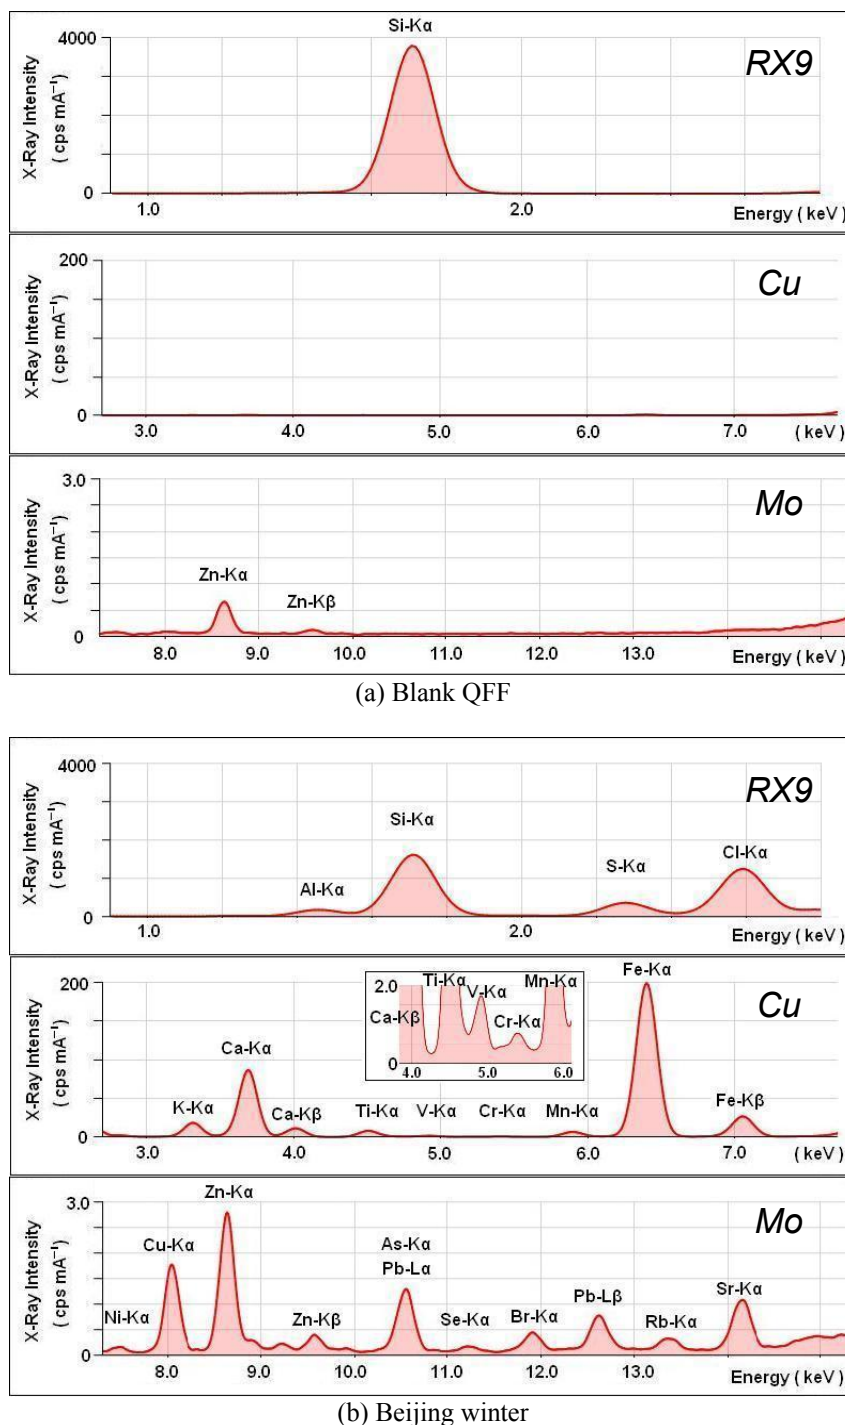 Si-Kα
4000
RX9
X-Ray Intensity
( cps mA⁻¹)
0
1.0 2.0 Energy ( keV )
200
Cu
X-Ray Intensity
( cps mA⁻¹)
0
3.0 4.0 5.0 6.0 7.0 ( keV )
3.0
Mo
X-Ray Intensity
( cps mA⁻¹)
Zn-Kα
Zn-Kβ
0
8.0 9.0 10.0 11.0 12.0 13.0 Energy ( keV )
(a) Blank QFF
4000
RX9
X-Ray Intensity
( cps mA⁻¹)
Si-Kα
Al-Kα
S-Kα
Cl-Kα
0
1.0 2.0 Energy ( keV )
200
Cu
X-Ray Intensity
( cps mA⁻¹)
Fe-Kα
2.0
Ti-Kα
V-Kα
Mn-Kα
Ca-Kβ
Cr-Kα
0
4.0 5.0 6.0
Ca-Kα
K-Kα
Ca-Kβ
Ti-Kα
V-Kα
Cr-Kα
Mn-Kα
Fe-Kβ
0
3.0 4.0 5.0 6.0 7.0 ( keV )
3.0
Mo
X-Ray Intensity
( cps mA⁻¹)
Zn-Kα
Cu-Kα
As-Kα
Pb-Lα
Ni-Kα
Zn-Kβ
Se-Kα
Br-Kα
Pb-Lβ
Rb-Kα
Sr-Kα
0
8.0 9.0 10.0 11.0 12.0 13.0 Energy ( keV )
(b) Beijing winter